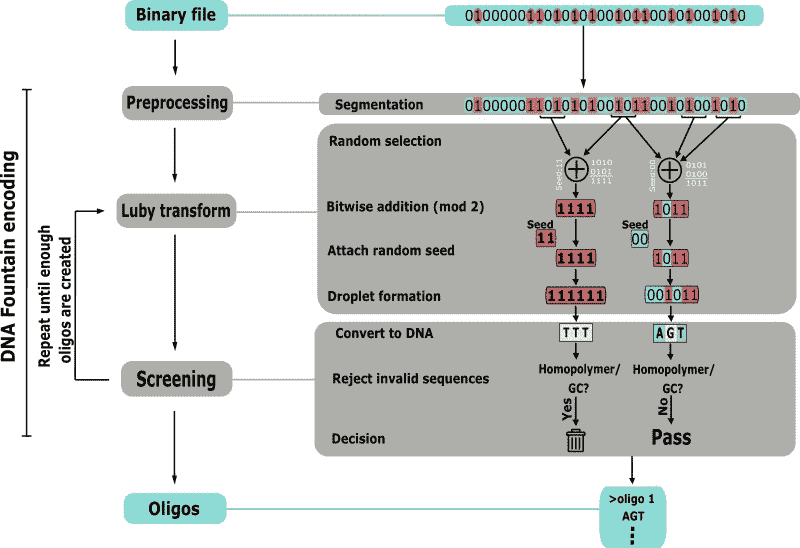 Binary file
01000001101010100101100101001010
Preprocessing
Segmentation
01000001101010100101100101001010
DNA Fountain encoding
Repeat until enough
oligos are created
Luby transform
Random selection
Seed:11
1010
0101
1111
Seed:00
0101
0100
1011
Bitwise addition (mod 2)
1111
1011
Seed
11
Seed
00
Attach random seed
1111
1011
Droplet formation
111111
001011
Screening
Convert to DNA
TTT
AGT
Reject invalid sequences
Homopolymer/
GC?
Homopolymer/
GC?
Yes
No
Decision
Pass
Oligos
>oligo 1
AGT